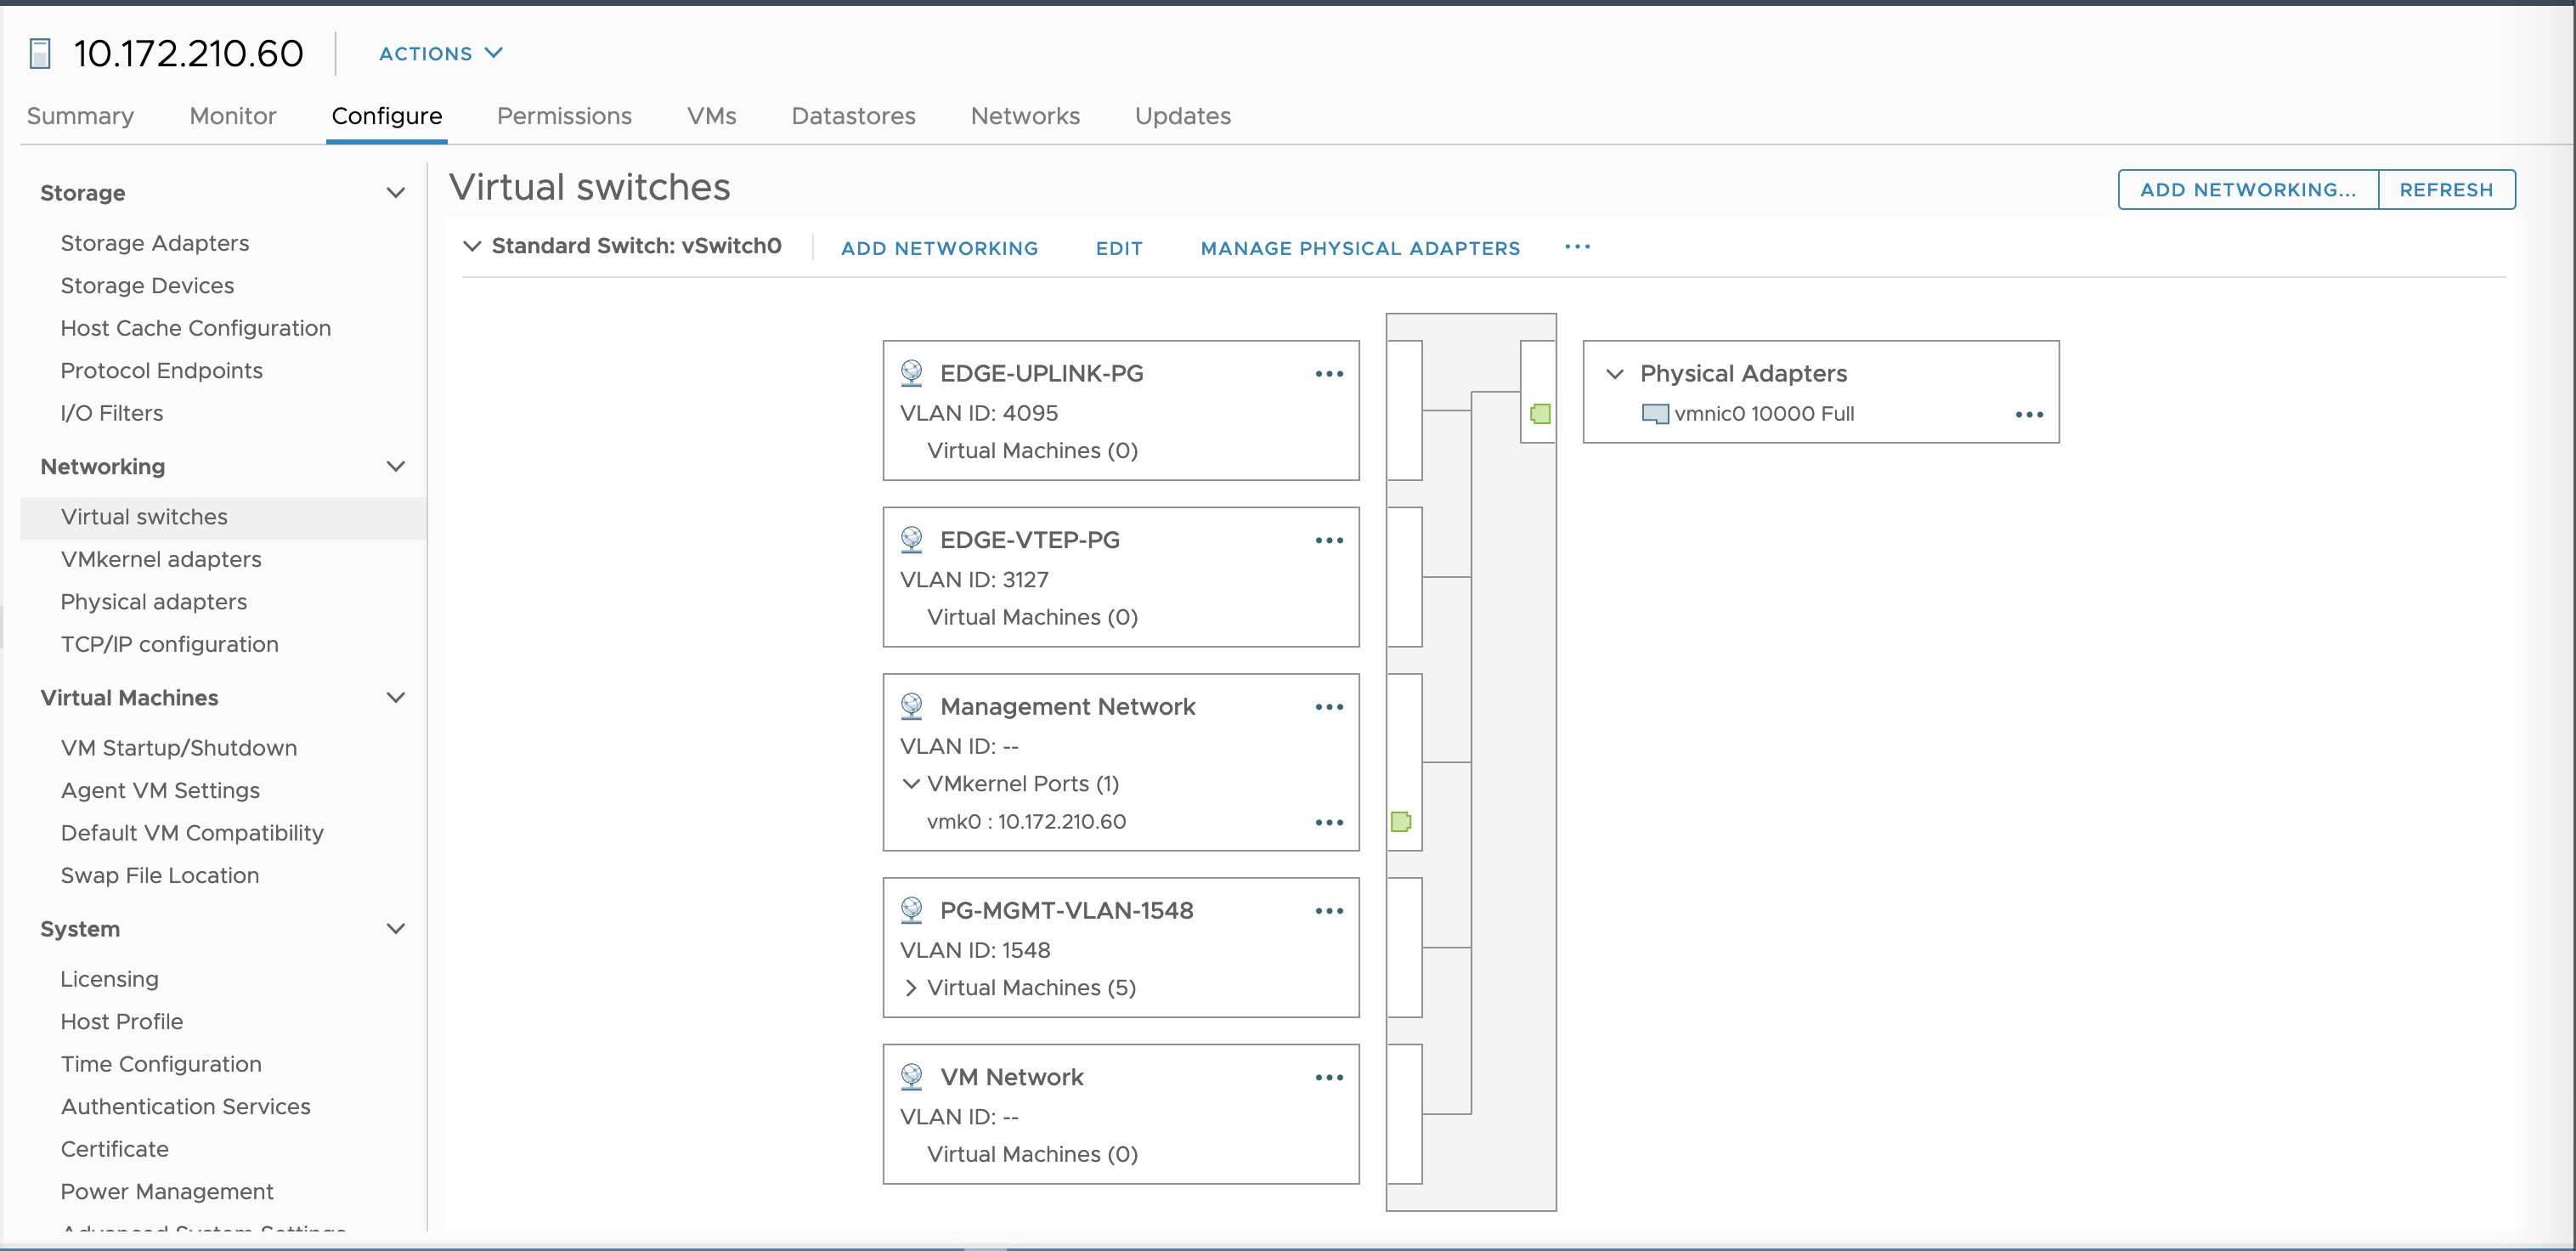 10.172.210.60
ACTIONS
Summary Monitor Configure Permissions VMs Datastores Networks Updates
Storage
Storage Adapters
Storage Devices
Host Cache Configuration
Protocol Endpoints
I/O Filters
Networking
Virtual switches
VMkernel adapters
Physical adapters
TCP/IP configuration
Virtual Machines
VM Startup/Shutdown
Agent VM Settings
Default VM Compatibility
Swap File Location
System
Licensing
Host Profile
Time Configuration
Authentication Services
Certificate
Power Management
Advanced System Settings
Virtual switches
ADD NETWORKING... REFRESH
Standard Switch: vSwitch0 ADD NETWORKING EDIT MANAGE PHYSICAL ADAPTERS ...
EDGE-UPLINK-PG ...
VLAN ID: 4095
Virtual Machines (0)
EDGE-VTEP-PG ...
VLAN ID: 3127
Virtual Machines (0)
Management Network ...
VLAN ID: --
VMkernel Ports (1)
vmk0 : 10.172.210.60 ...
PG-MGMT-VLAN-1548 ...
VLAN ID: 1548
Virtual Machines (5)
VM Network ...
VLAN ID: --
Virtual Machines (0)
Physical Adapters
vmnic0 10000 Full ...